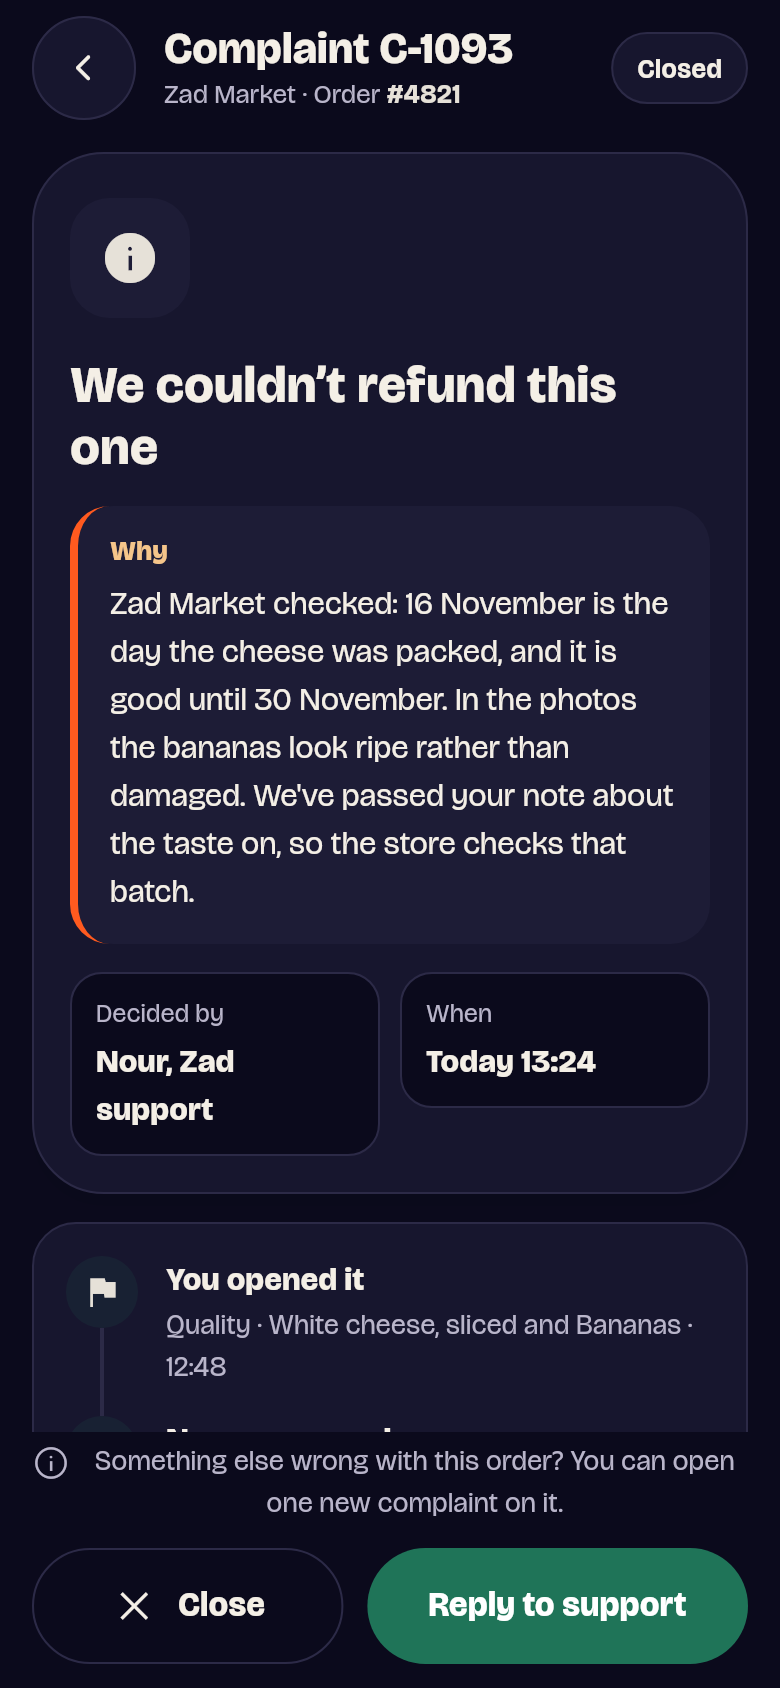 Complaint C-1093
Zad Market · Order #4821
Closed
We couldn’t refund this
one
Why
Zad Market checked: 16 November is the
day the cheese was packed, and it is
good until 30 November. In the photos
the bananas look ripe rather than
damaged. We've passed your note about
the taste on, so the store checks that
batch.
Decided by
Nour, Zad
support
When
Today 13:24
You opened it
Quality · White cheese, sliced and Bananas ·
12:48
Something else wrong with this order? You can open
one new complaint on it.
Close
Reply to support